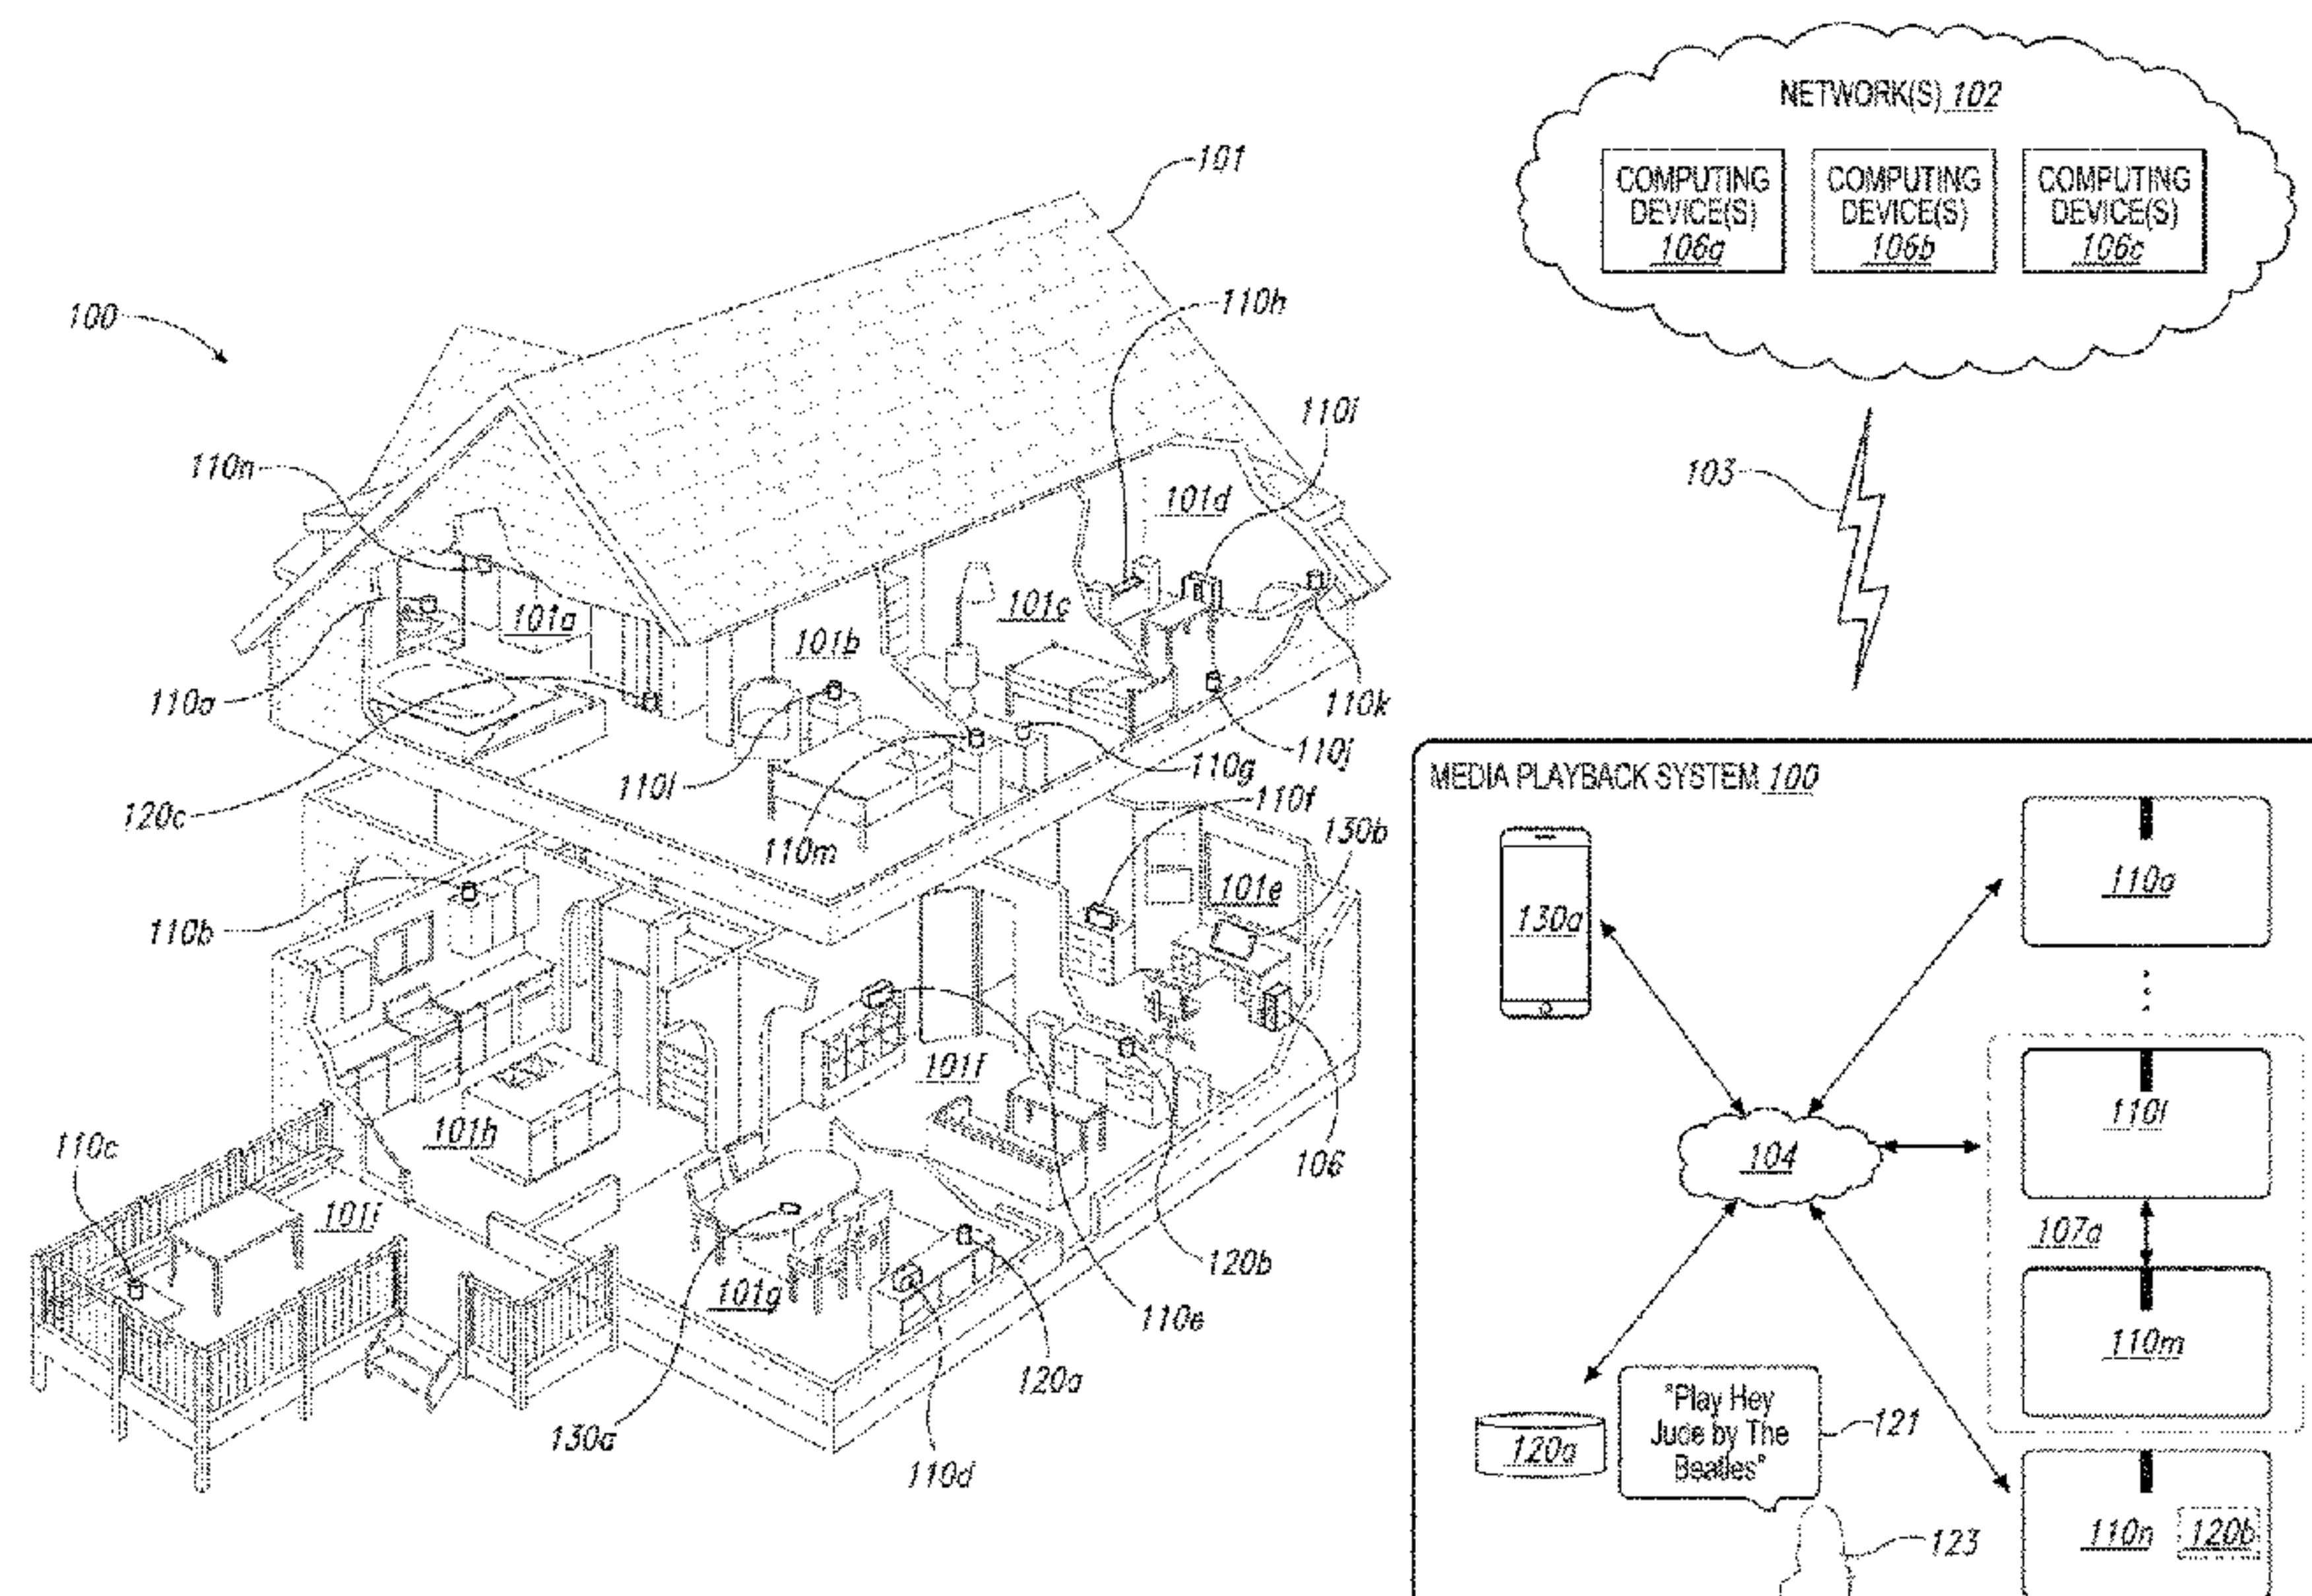 101
100
110h
110i
110n
101d
101c
101a
101b
110a
110k
110j
110g
110l
120c
110f
110m
130b
101e
110b
101f
101h
106
110c
101i
120b
101g
110e
120a
130a
110d
NETWORK(S) 102
COMPUTING
DEVICE(S)
106a
COMPUTING
DEVICE(S)
106b
COMPUTING
DEVICE(S)
106c
103
MEDIA PLAYBACK SYSTEM 100
130a
110a
110l
104
107a
110m
"Play Hey
Jude by The
Beatles"
121
120a
123
110n
120b